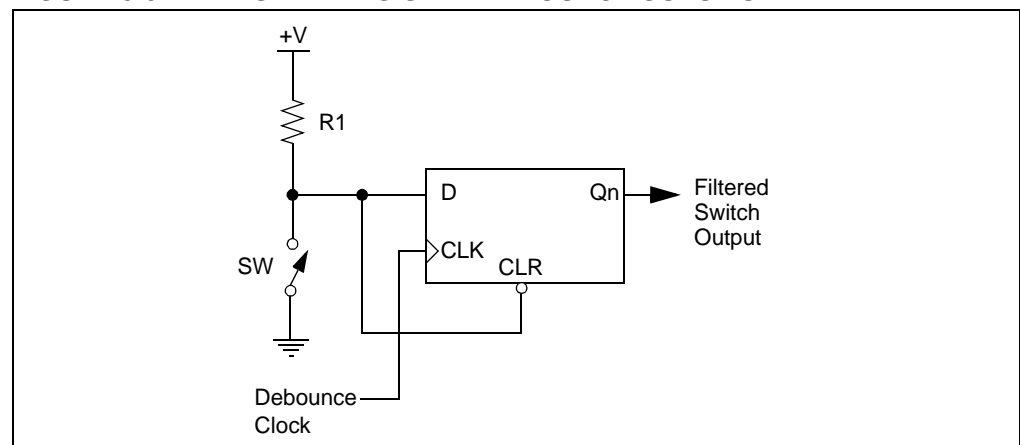 +V
R1
D
Qn
Filtered
Switch
Output
SW
CLK
CLR
Debounce
Clock